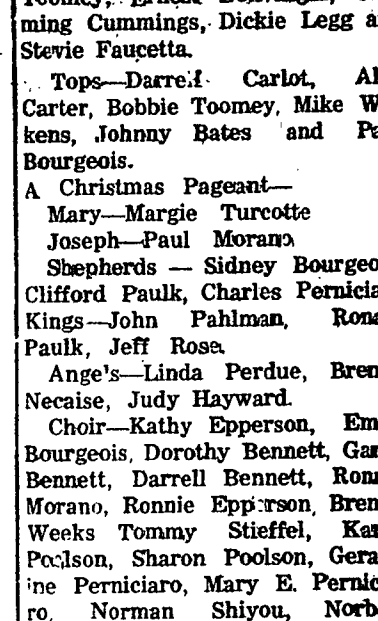 ming Cummings, Dickie Legg a
Stevie Faucetta.
Tops—Darrell Carlot, Al
Carter, Bobbie Toomey, Mike W
kens, Johnny Bates and Pa
Bourgeois.
A Christmas Pageant—
Mary—Margie Turcotte
Joseph—Paul Morano
Shepherds — Sidney Bourgeo
Clifford Paulk, Charles Pernicia
Kings—John Pahlman, Rona
Paulk, Jeff Rosa
Ange's—Linda Perdue, Bren
Necaise, Judy Hayward.
Choir—Kathy Epperson, Em
Bourgeois, Dorothy Bennett, Gar
Bennett, Darrell Bennett, Ronn
Morano, Ronnie Epperson, Bren
Weeks Tommy Stieffel, Kar
Poolson, Sharon Poolson, Gera
ine Perniciaro, Mary E. Pernic
ro, Norman Shiyou, Norb